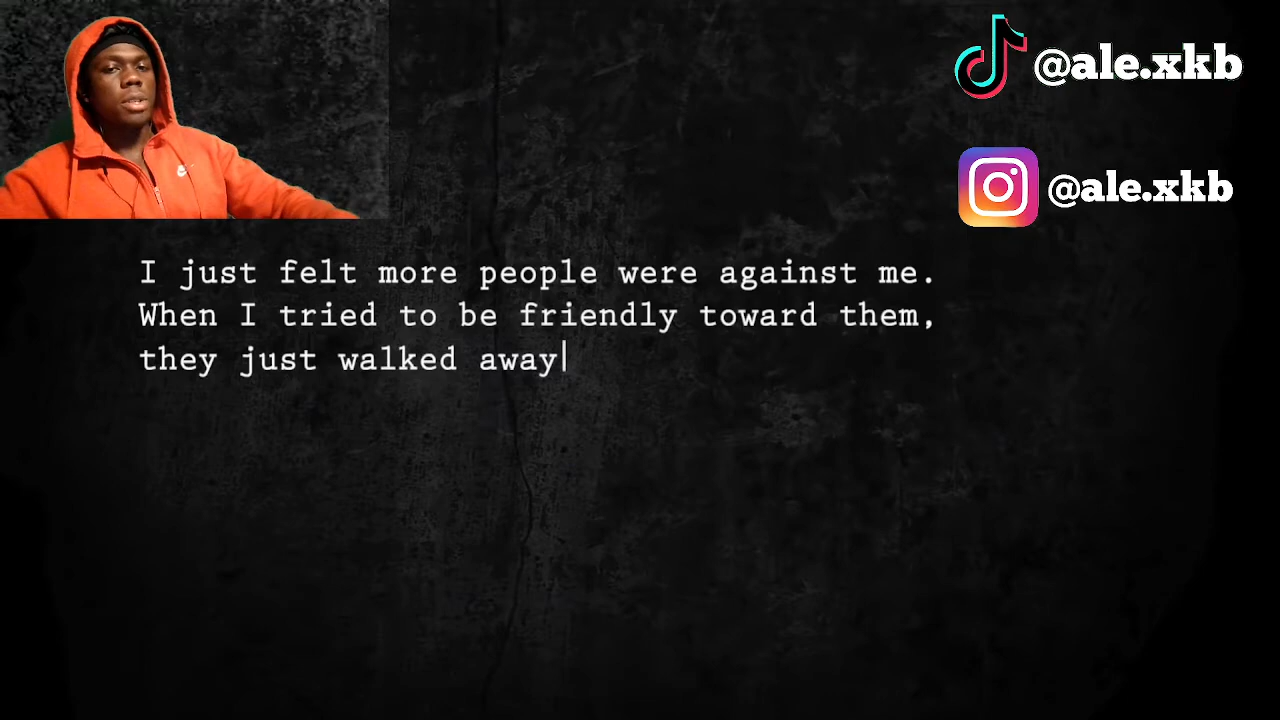 @ale.xkb
@ale.xkb
I just felt more people were against me.
When I tried to be friendly toward them,
they just walked away